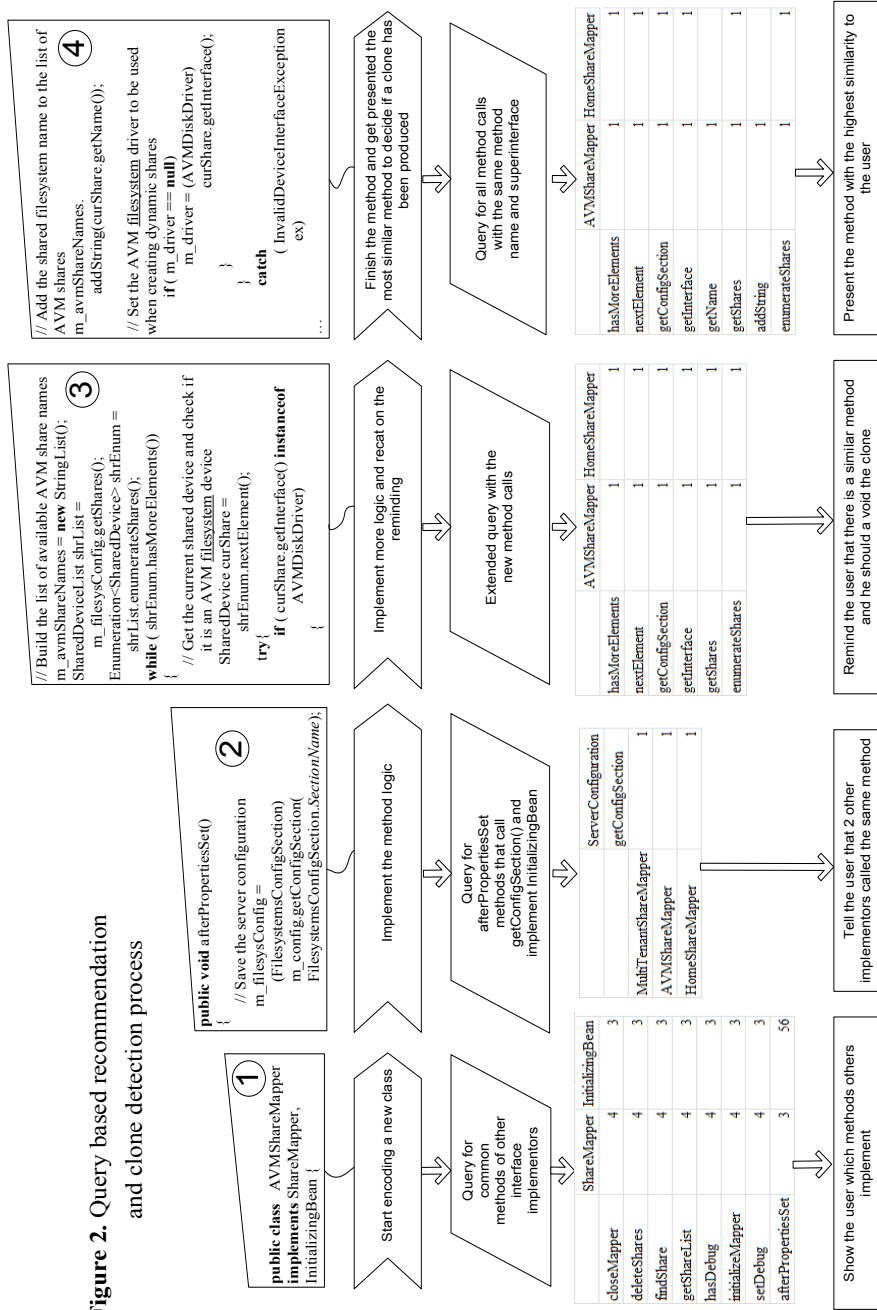 Figure 2. Query based recommendation
and clone detection process
public class AVMShareMapper
implements ShareMapper,
InitializingBean {
1
Start encoding a new class
Query for
common
methods of other
interface
implementors
ShareMapper InitializingBean
closeMapper 4 3
deleteShares 4 3
findShare 4 3
getShareList 4 3
hasDebug 4 3
initializeMapper 4 3
setDebug 4 3
afterPropertiesSet 3 56
Show the user which methods others
implement
public void afterPropertiesSet()
{
// Save the server configuration
m_filesysConfig =
(FilesystemsConfigSection)
m_config.getConfigSection(
FilesystemsConfigSection.SectionName);
2
Implement the method logic
Query for
afterPropertiesSet
methods that call
getConfigSection() and
implement InitializingBean
ServerConfiguration
getConfigSection
MultiTenantShareMapper 1
AVMShareMapper 1
HomeShareMapper 1
Tell the user that 2 other
implementors called the same method
// Build the list of available AVM share names
m_avmShareNames = new StringList();
SharedDeviceList shrList =
m_filesysConfig.getShares();
Enumeration<SharedDevice> shrEnum =
shrList.enumerateShares();
while ( shrEnum.hasMoreElements())
{
// Get the current shared device and check if
it is an AVM filesystem device
SharedDevice curShare =
shrEnum.nextElement();
try{
if ( curShare.getInterface() instanceof
AVMDiskDriver)
{
3
Implement more logic and recat on the
reminding
Extended query with the
new method calls
AVMShareMapper HomeShareMapper
hasMoreElements 1 1
nextElement 1 1
getConfigSection 1 1
getInterface 1 1
getShares 1 1
enumerateShares 1 1
Remind the user that there is a similar method
and he should a void the clone
// Add the shared filesystem name to the list of
AVM shares
m_avmShareNames.
addString(curShare.getName());
// Set the AVM filesystem driver to be used
when creating dynamic shares
if ( m_driver == null)
m_driver = (AVMDiskDriver)
curShare.getInterface();
}
}
catch
( InvalidDeviceInterfaceException
ex)
...
4
Finish the method and get presented the
most similar method to decide if a clone has
been produced
Query for all method calls
with the same method
name and superinterface
AVMShareMapper HomeShareMapper
hasMoreElements 1 1
nextElement 1 1
getConfigSection 1 1
getInterface 1 1
getName 1 1
getShares 1 1
addString 1
enumerateShares 1 1
Present the method with the highest similarity to
the user